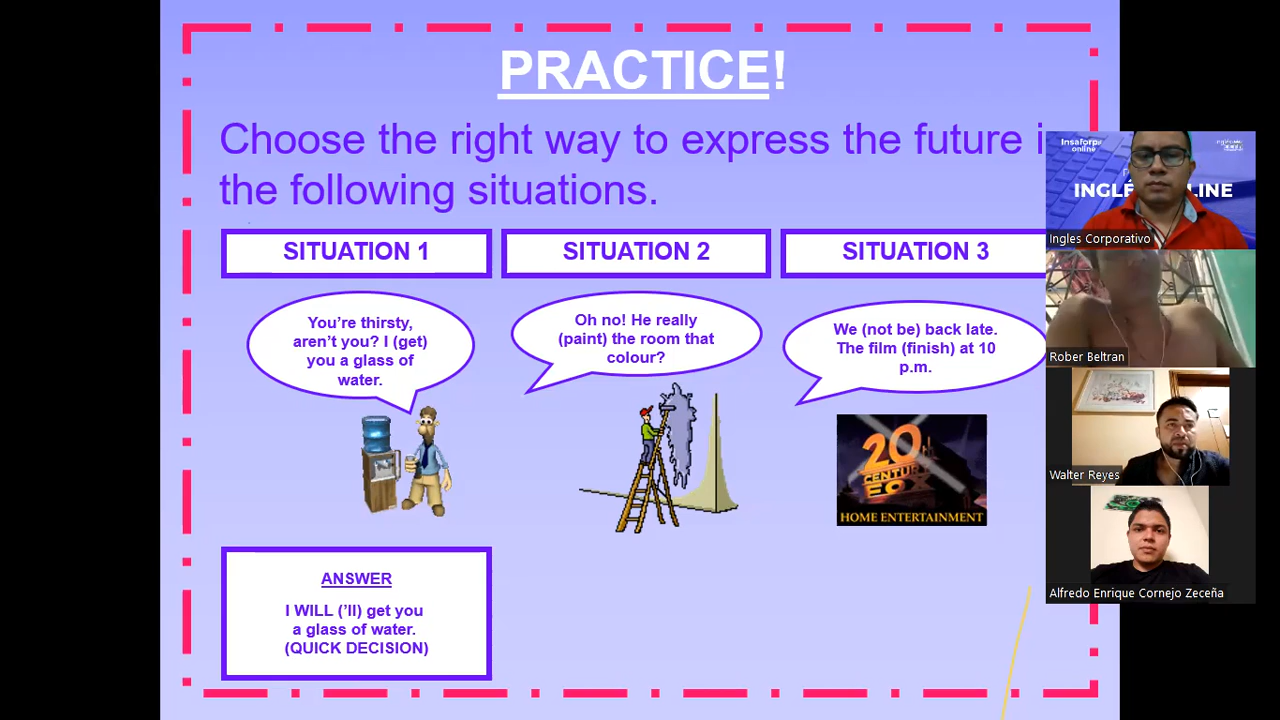 PRACTICE!
Choose the right way to express the future
the following situations.
SITUATION 1
SITUATION 2
SITUATION 3
You're thirsty,
aren't you? I (get)
you a glass of
water.
Oh no! He really
(paint) the room that
colour?
We (not be) back late.
The film (finish) at 10
p.m.
20th
CENTURY
FOX
HOME ENTERTAINMENT
ANSWER
I WILL ('ll) get you
a glass of water.
(QUICK DECISION)
Insaforp
online
Ingles Corporativo
Rober Beltran
Walter Reyes
Alfredo Enrique Cornejo Zeceña